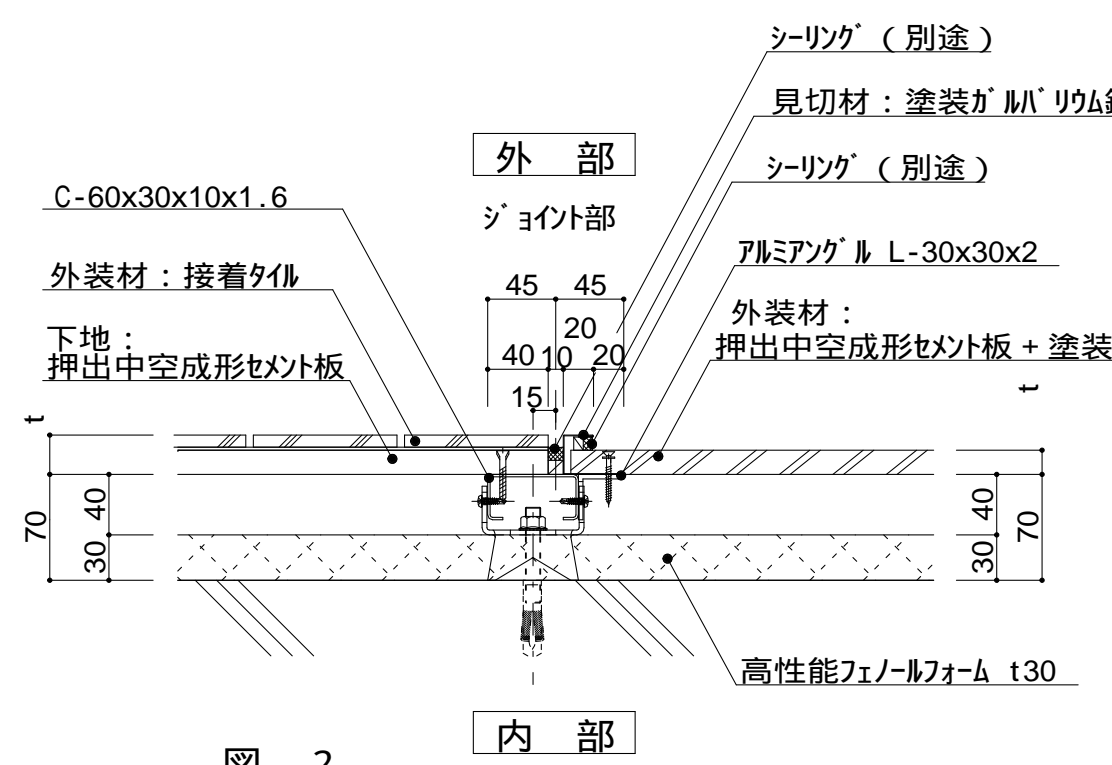 シーリング（別途）
見切材：塗装ガルバリウム
外　部
シーリング（別途）
C-60x30x10x1.6
ジョイント部
アルミアングル L-30x30x2
外装材：接着タイル
45 45
外装材：
押出中空成形セメント板＋塗装
下地：
押出中空成形セメント板
20
40 10 20
15
t
t
70
40
30
40
30
70
高性能フェノールフォーム t30
内　部
図　2